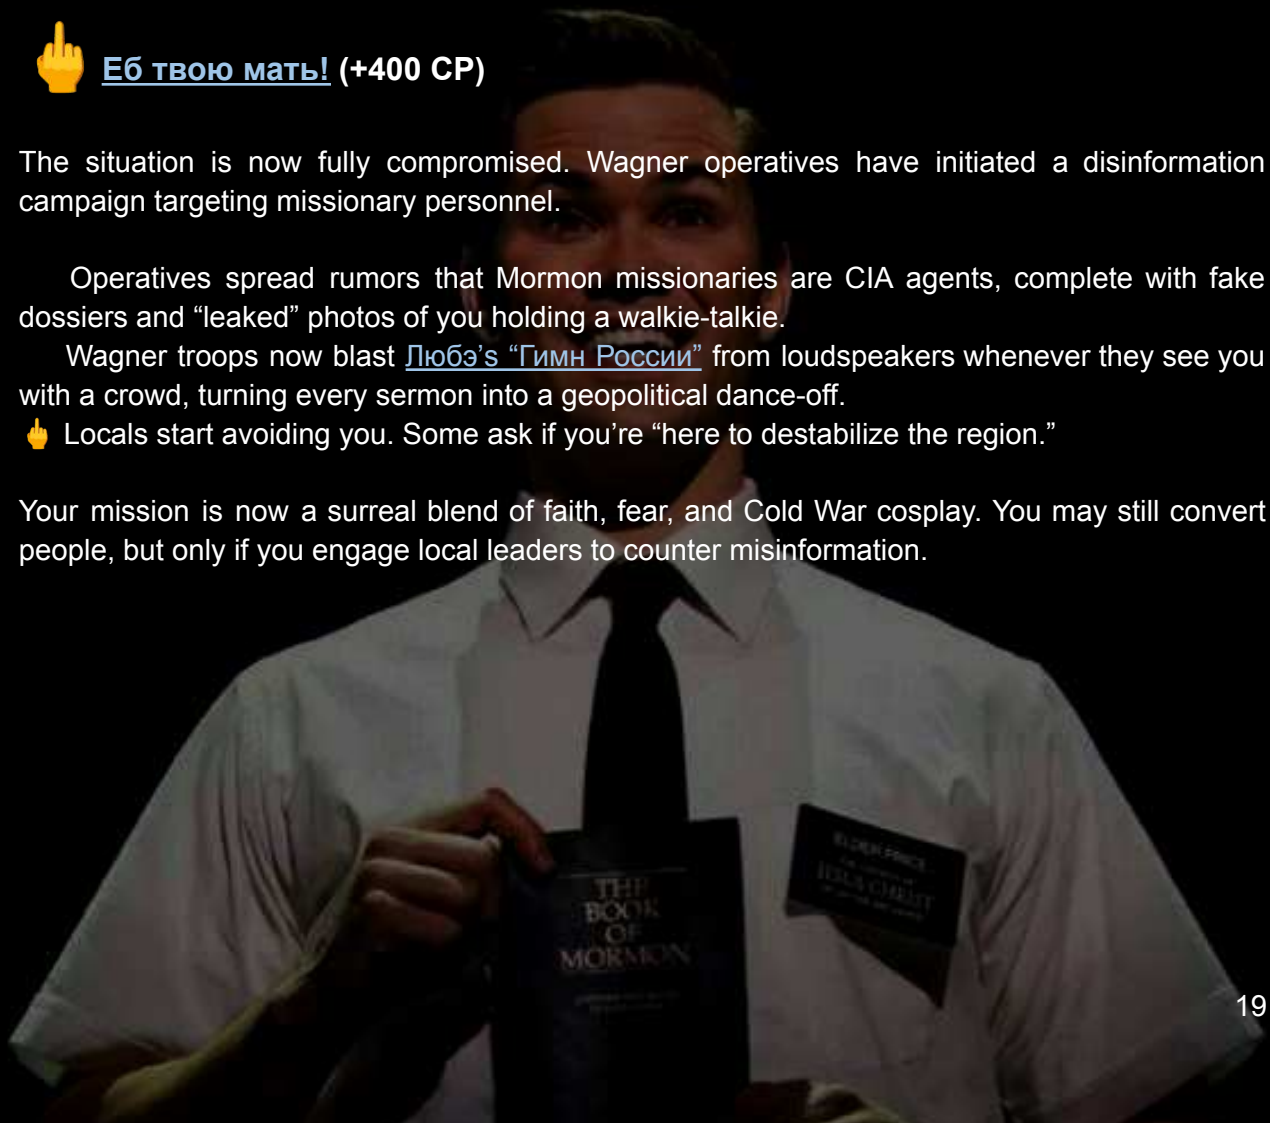 🖕 Еб твою мать! (+400 CP)
The situation is now fully compromised. Wagner operatives have initiated a disinformation
campaign targeting missionary personnel.
Operatives spread rumors that Mormon missionaries are CIA agents, complete with fake
dossiers and “leaked” photos of you holding a walkie-talkie.
Wagner troops now blast Любэ’s “Гимн России” from loudspeakers whenever they see you
with a crowd, turning every sermon into a geopolitical dance-off.
🖕 Locals start avoiding you. Some ask if you’re “here to destabilize the region.”
Your mission is now a surreal blend of faith, fear, and Cold War cosplay. You may still convert
people, but only if you engage local leaders to counter misinformation.
ELDER PRICE
JESUS CHRIST
THE
BOOK
OF
MORMON
19